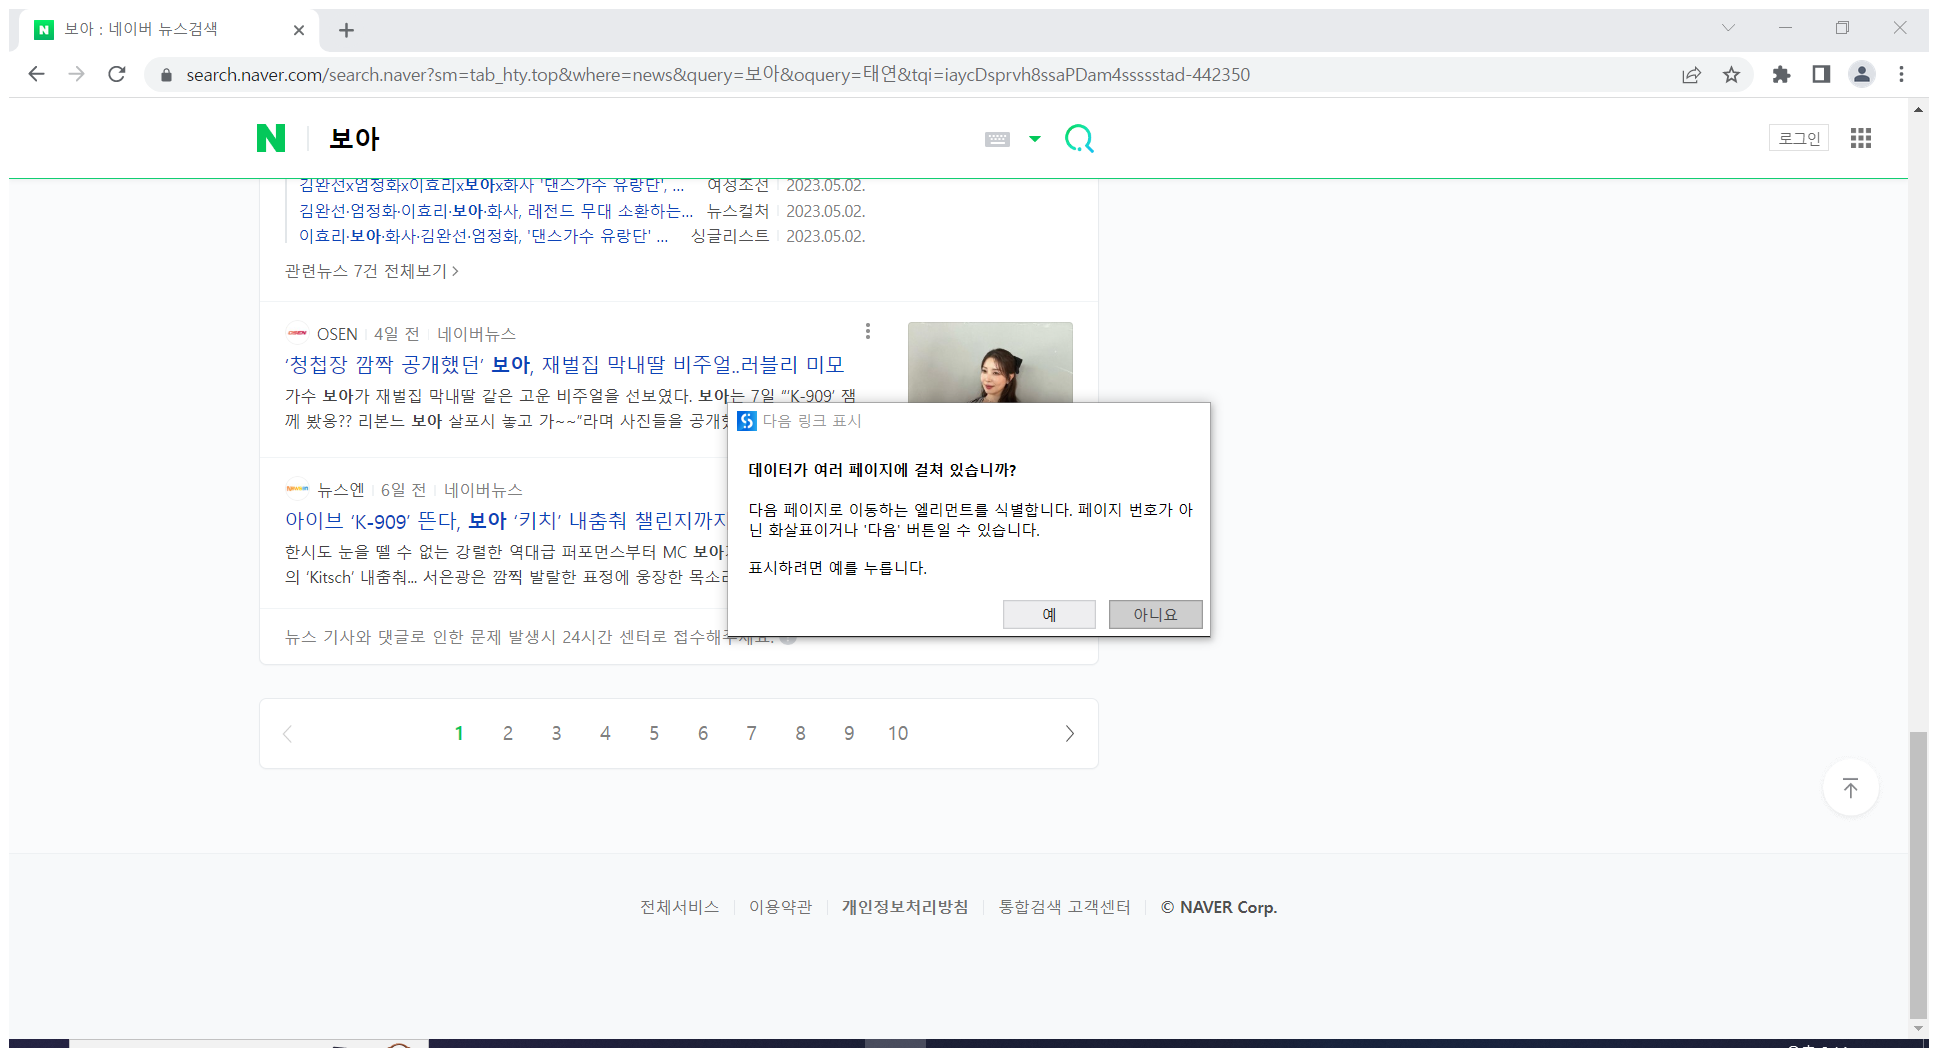 보아 : 네이버 뉴스검색
search.naver.com/search.naver?sm=tab_hty.top&where=news&query=보아&oquery=태연&tqi=iaycDsprvh8ssaPDam4ssssstad-442350
N 보아
로그인
김완선x엄정화x이효리x보아x화사 '댄스가수 유랑단', ... 여성조선 2023.05.02.
김완선·엄정화·이효리·보아·화사, 레전드 무대 소환하는... 뉴스컬처 2023.05.02.
이효리·보아·화사·김완선·엄정화, '댄스가수 유랑단' ... 싱글리스트 2023.05.02.
관련뉴스 7건 전체보기
OSEN 4일 전 네이버뉴스
‘청첩장 깜짝 공개했던’ 보아, 재벌집 막내딸 비주얼..러블리 미모
가수 보아가 재벌집 막내딸 같은 고운 비주얼을 선보였다. 보아는 7일 “‘K-909’ 잼
께 봤옹?? 리본느 보아 살포시 놓고 가~~”라며 사진들을 공개
뉴스엔 6일 전 네이버뉴스
아이브 ‘K-909’ 뜬다, 보아 ‘키치’ 내춤춰 챌린지까지
한시도 눈을 뗄 수 없는 강렬한 역대급 퍼포먼스부터 MC 보아
의 ‘Kitsch’ 내춤춰... 서은광은 깜짝 발랄한 표정에 웅장한 목소리
뉴스 기사와 댓글로 인한 문제 발생시 24시간 센터로 접수해주세요.
다음 링크 표시
데이터가 여러 페이지에 걸쳐 있습니까?
다음 페이지로 이동하는 엘리먼트를 식별합니다. 페이지 번호가 아
닌 화살표이거나 '다음' 버튼일 수 있습니다.
표시하려면 예를 누릅니다.
예 아니요
1 2 3 4 5 6 7 8 9 10
전체서비스 이용약관 개인정보처리방침 통합검색 고객센터 © NAVER Corp.